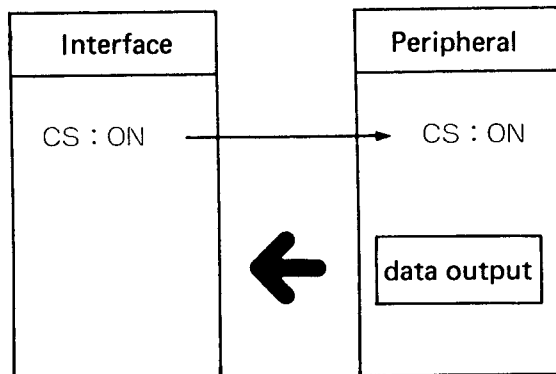 Interface
Peripheral
CS : ON
CS : ON
data output